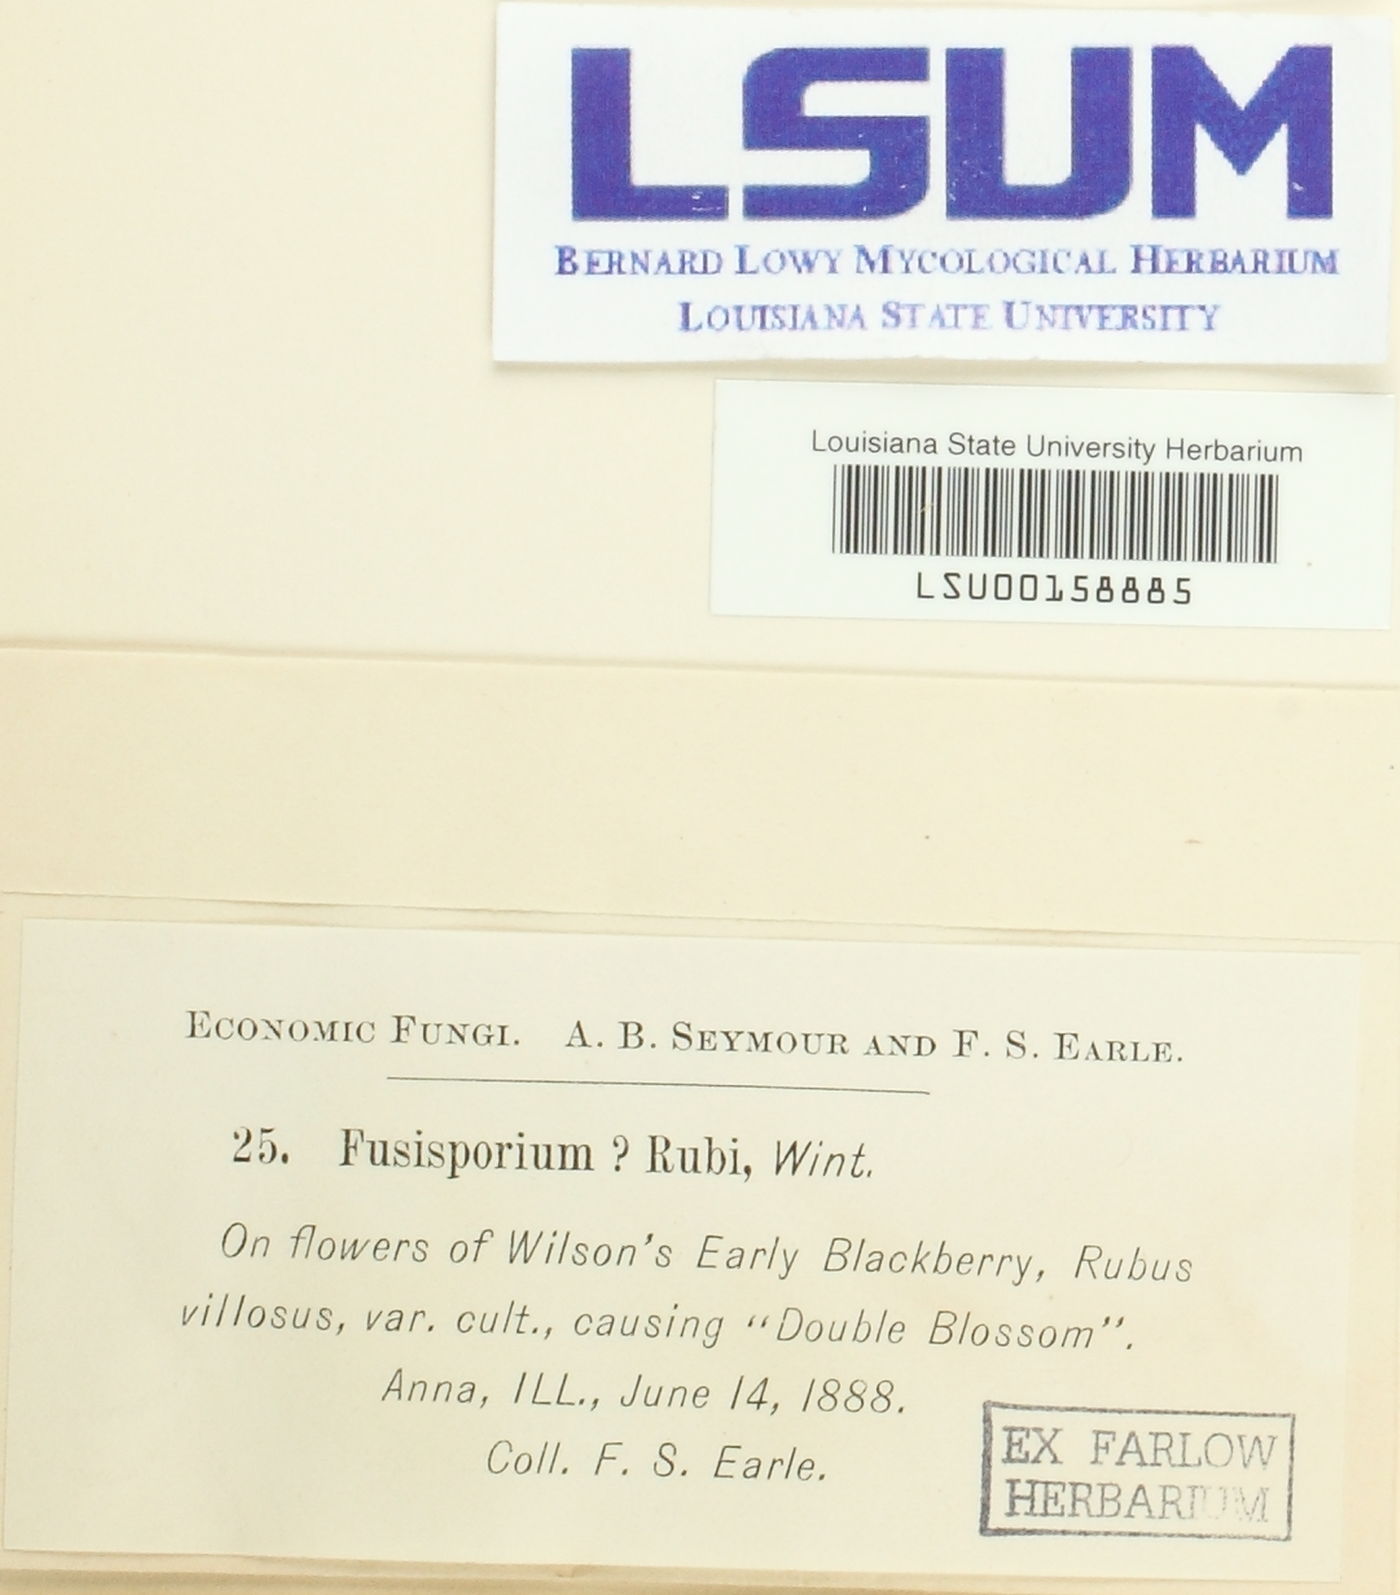 LSUM
BERNARD LOWY MYCOLOGICAL HERBARIUM
LOUISIANA STATE UNIVERSITY
Louisiana State University Herbarium
LSU00158885
ECONOMIC FUNGI. A. B. SEYMOUR AND F. S. EARLE.
25. Fusisporium ? Rubi, Wint.
On flowers of Wilson's Early Blackberry, Rubus
villosus, var. cult., causing "Double Blossom".
Anna, ILL., June 14, 1888.
Coll. F. S. Earle.
EX FARLOW
HERBARIUM